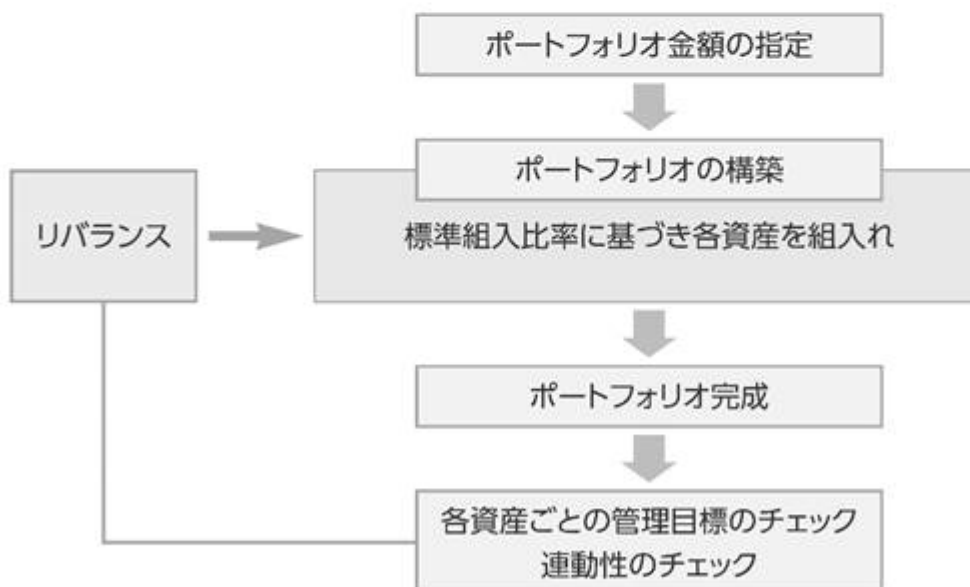 ポートフォリオ金額の指定
ポートフォリオの構築
リバランス
標準組入比率に基づき各資産を組入れ
ポートフォリオ完成
各資産ごとの管理目標のチェック
連動性のチェック